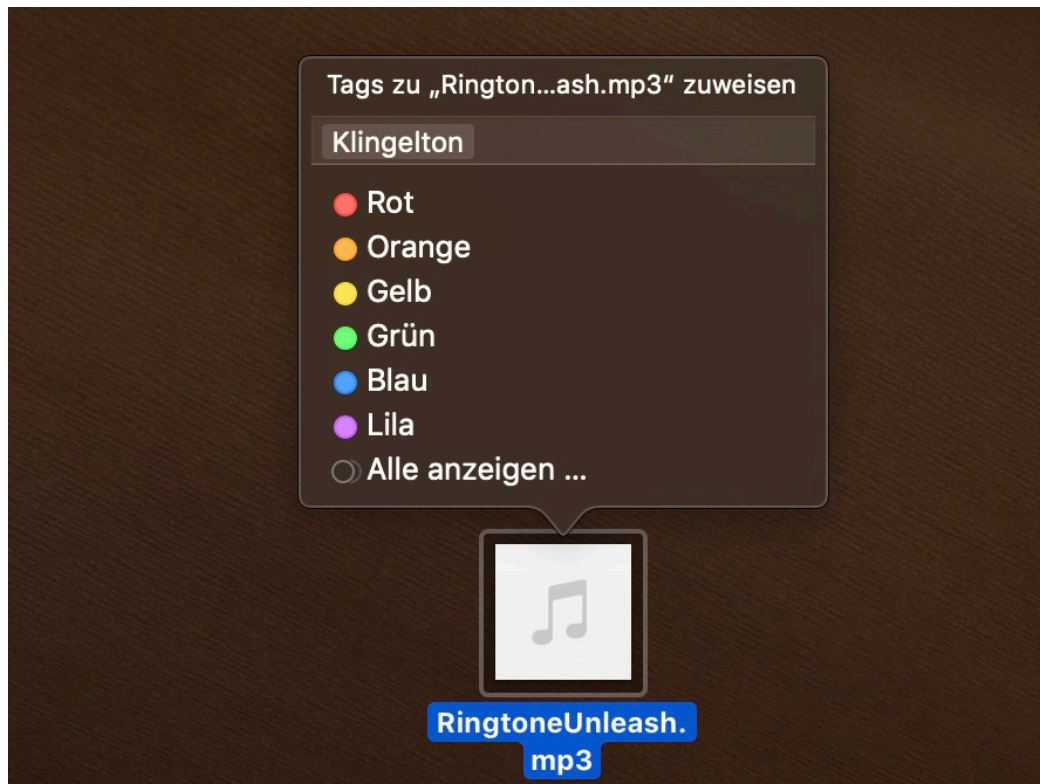 Tags zu „Rington...ash.mp3“ zuweisen
Klingelton
Rot
Orange
Gelb
Grün
Blau
Lila
Alle anzeigen ...
RingtoneUnleash.
mp3